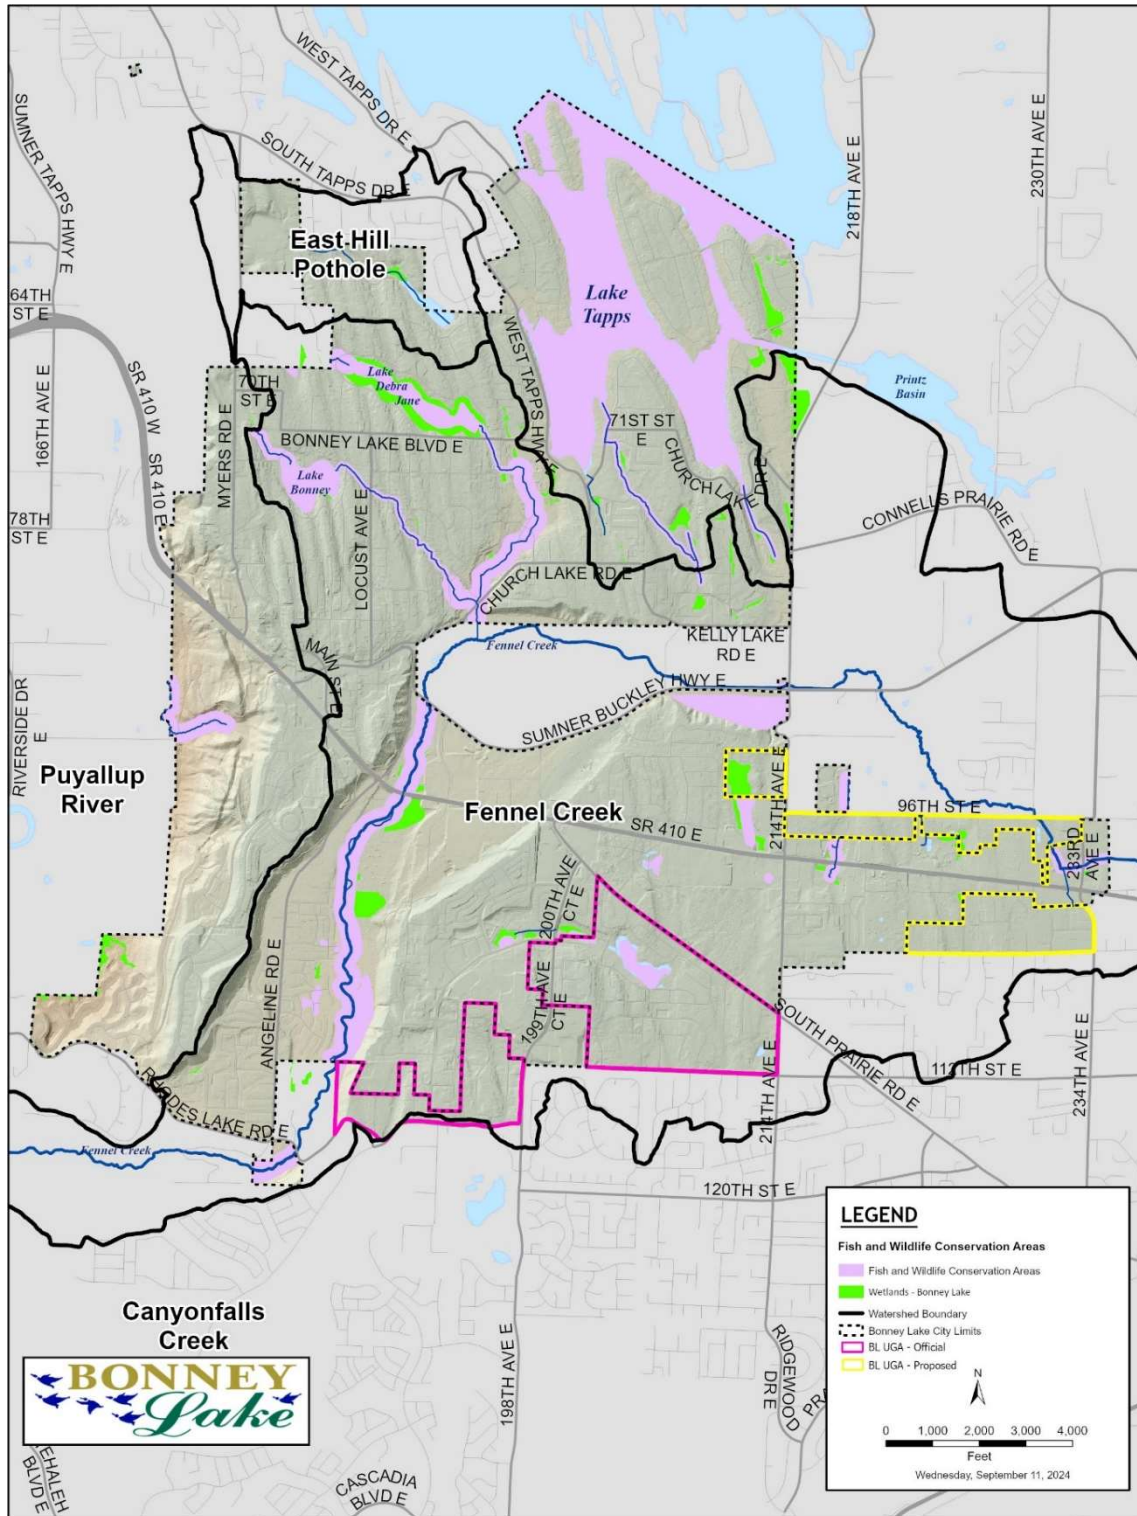 WEST TAPPS DR E
SUMNER TAPPS HWY E
SOUTH TAPPS DR E
218TH AVE E
230TH AVE E
East Hill
Pothole
Lake
Tapps
64TH
ST E
166TH AVE E
SR 410 W
SR 410 E
WEST TAPPS HWY E
Printz
Basin
70TH
ST E
Lake
Debra
Jane
71ST ST
E
MYERS RD E
BONNEY LAKE BLVD E
CHURCH LAKE DR E
Lake
Bonney
78TH
ST E
CONNELLS PRAIRIE RD E
LOCUST AVE E
CHURCH LAKE RD E
KELLY LAKE
RD E
Fennel Creek
MAIN ST E
RIVERSIDE DR
E
SUMNER BUCKLEY HWY E
Puyallup
River
214TH AVE E
96TH ST E
Fennel Creek
SR 410 E
233RD
AVE E
200TH AVE
CT E
ANGELINE RD E
199TH AVE
CT E
SOUTH PRAIRIE RD E
112TH ST E
214TH AVE E
234TH AVE E
RHODES LAKE RD E
Fennel Creek
120TH ST E
Canyonfalls
Creek
198TH AVE E
RIDGEWOOD
DR E
BONNEY
Lake
BLVD E
CASCADIA
BLVD E
LEGEND
Fish and Wildlife Conservation Areas
Fish and Wildlife Conservation Areas
Wetlands - Bonney Lake
Watershed Boundary
Bonney Lake City Limits
BL UGA - Official
BL UGA - Proposed
N
0 1,000 2,000 3,000 4,000
Feet
Wednesday, September 11, 2024